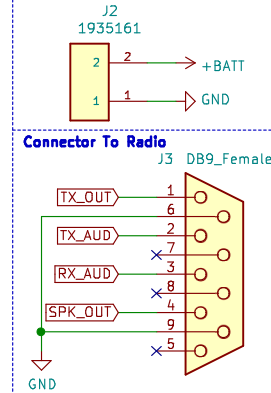 J2
1935161
2 2 +BATT
1 1 GND
Connector To Radio
J3 DB9_Female
TX_OUT 1
6
TX_AUD 2
7
RX_AUD 3
8
SPK_OUT 4
9
5
GND